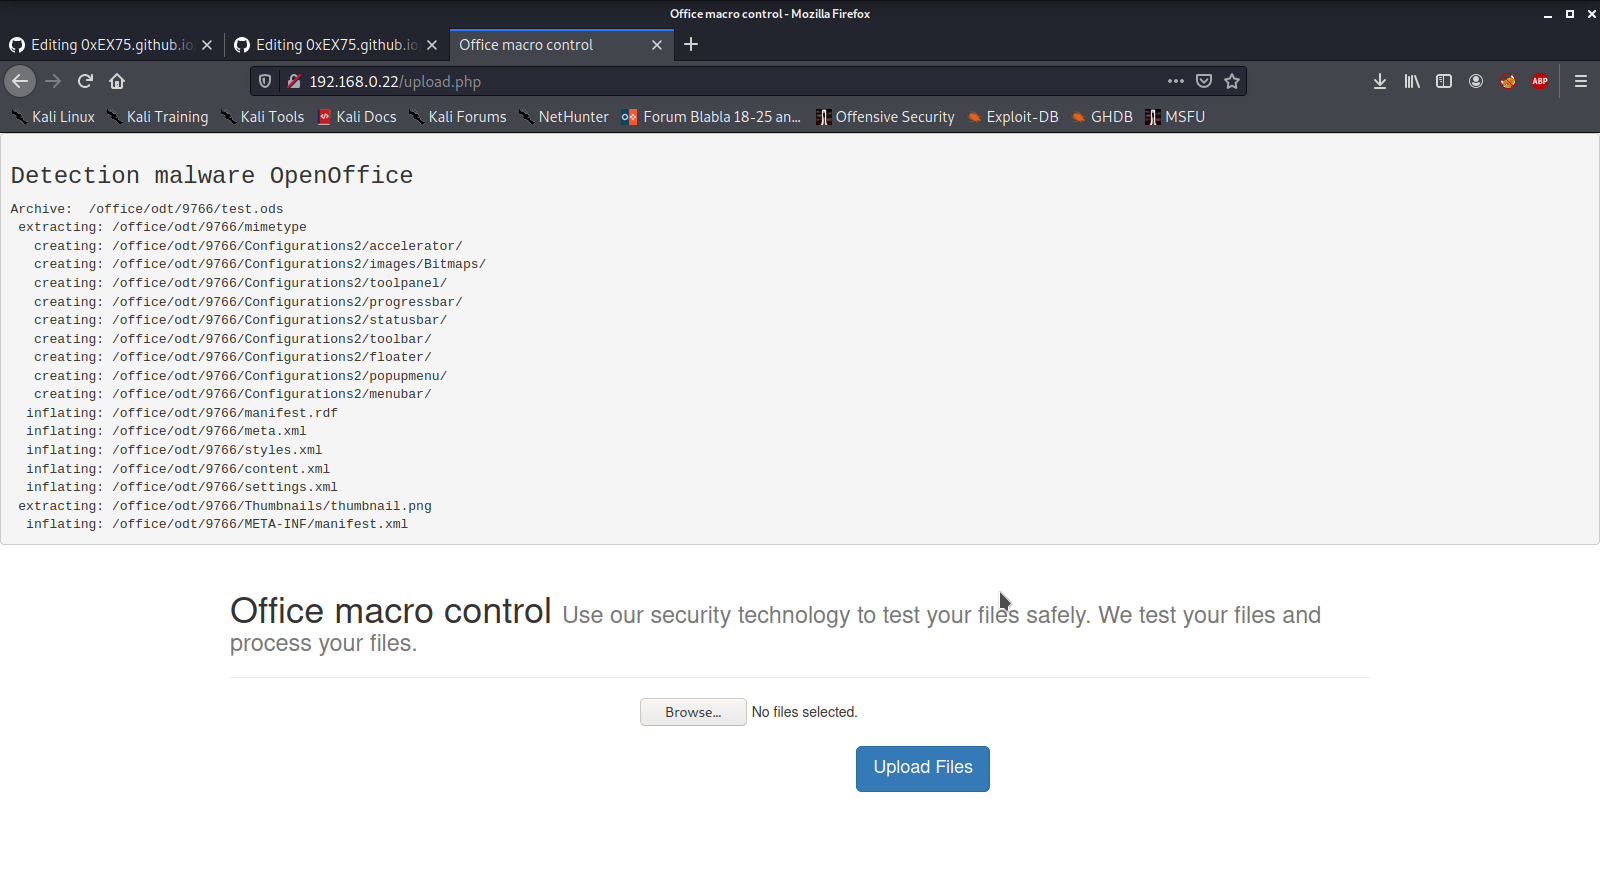 Office macro control - Mozilla Firefox
Editing 0xEX75.github.io
Editing 0xEX75.github.io
Office macro control
192.168.0.22/upload.php
ABP
Kali Linux
Kali Training
Kali Tools
Kali Docs
Kali Forums
NetHunter
Forum Blabla 18-25 an...
Offensive Security
Exploit-DB
GHDB
MSFU
Detection malware OpenOffice
Archive:  /office/odt/9766/test.ods
extracting: /office/odt/9766/mimetype
creating: /office/odt/9766/Configurations2/accelerator/
creating: /office/odt/9766/Configurations2/images/Bitmaps/
creating: /office/odt/9766/Configurations2/toolpanel/
creating: /office/odt/9766/Configurations2/progressbar/
creating: /office/odt/9766/Configurations2/statusbar/
creating: /office/odt/9766/Configurations2/toolbar/
creating: /office/odt/9766/Configurations2/floater/
creating: /office/odt/9766/Configurations2/popupmenu/
creating: /office/odt/9766/Configurations2/menubar/
inflating: /office/odt/9766/manifest.rdf
inflating: /office/odt/9766/meta.xml
inflating: /office/odt/9766/styles.xml
inflating: /office/odt/9766/content.xml
inflating: /office/odt/9766/settings.xml
extracting: /office/odt/9766/Thumbnails/thumbnail.png
inflating: /office/odt/9766/META-INF/manifest.xml
Office macro control Use our security technology to test your files safely. We test your files and
process your files.
Browse... No files selected.
Upload Files